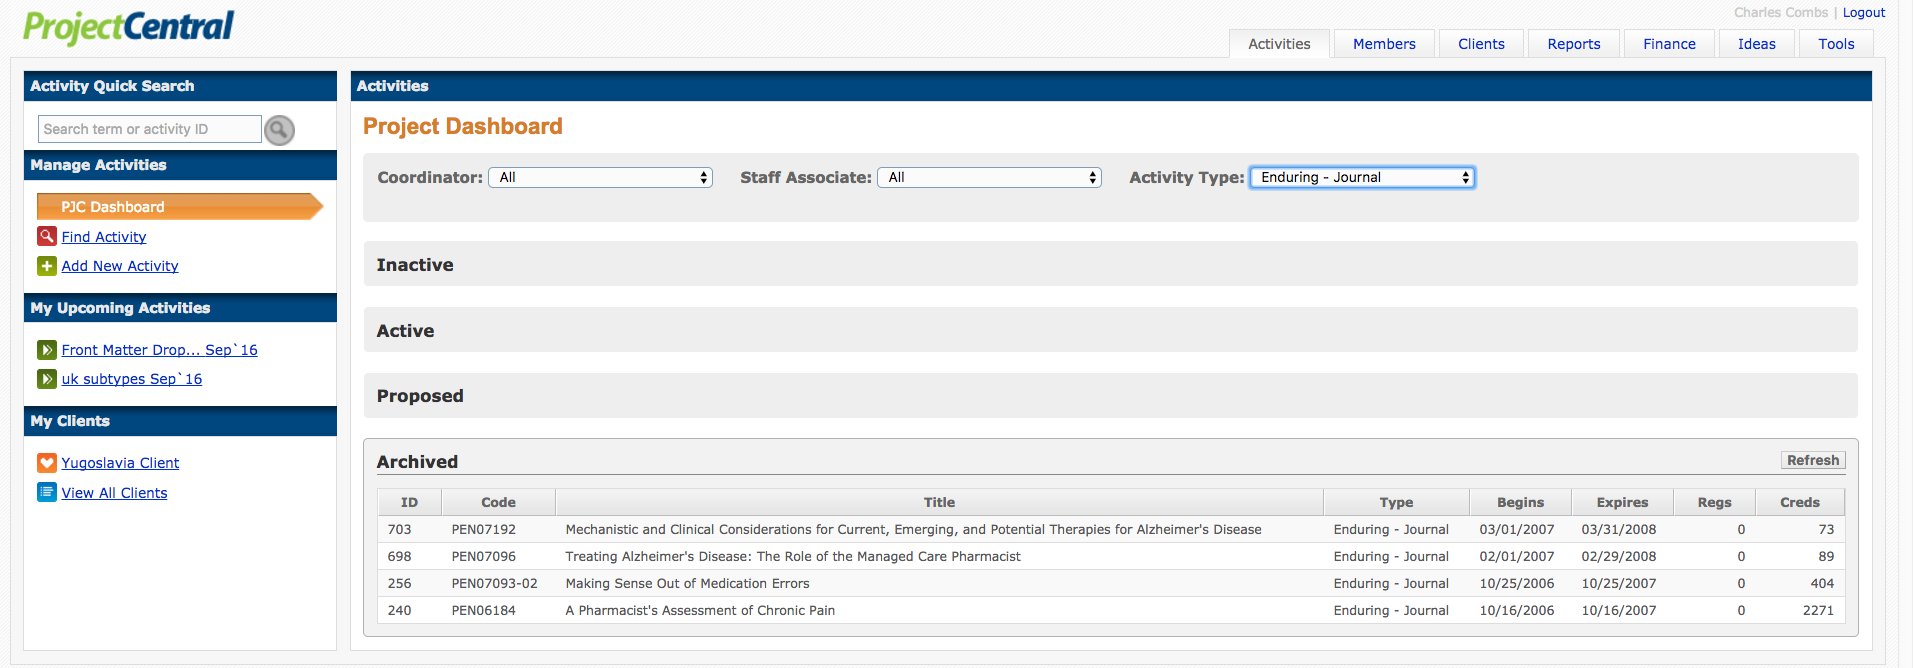 ProjectCentral
Charles Combs | Logout
Activities Members Clients Reports Finance Ideas Tools
Activity Quick Search
Search term or activity ID
Manage Activities
PJC Dashboard
Find Activity
Add New Activity
My Upcoming Activities
Front Matter Drop... Sep`16
uk subtypes Sep`16
My Clients
Yugoslavia Client
View All Clients
Activities
Project Dashboard
Coordinator: All Staff Associate: All Activity Type: Enduring - Journal
Inactive
Active
Proposed
Archived Refresh
ID Code Title Type Begins Expires Regs Creds
703 PEN07192 Mechanistic and Clinical Considerations for Current, Emerging, and Potential Therapies for Alzheimer's Disease Enduring - Journal 03/01/2007 03/31/2008 0 73
698 PEN07096 Treating Alzheimer's Disease: The Role of the Managed Care Pharmacist Enduring - Journal 02/01/2007 02/29/2008 0 89
256 PEN07093-02 Making Sense Out of Medication Errors Enduring - Journal 10/25/2006 10/25/2007 0 404
240 PEN06184 A Pharmacist's Assessment of Chronic Pain Enduring - Journal 10/16/2006 10/16/2007 0 2271